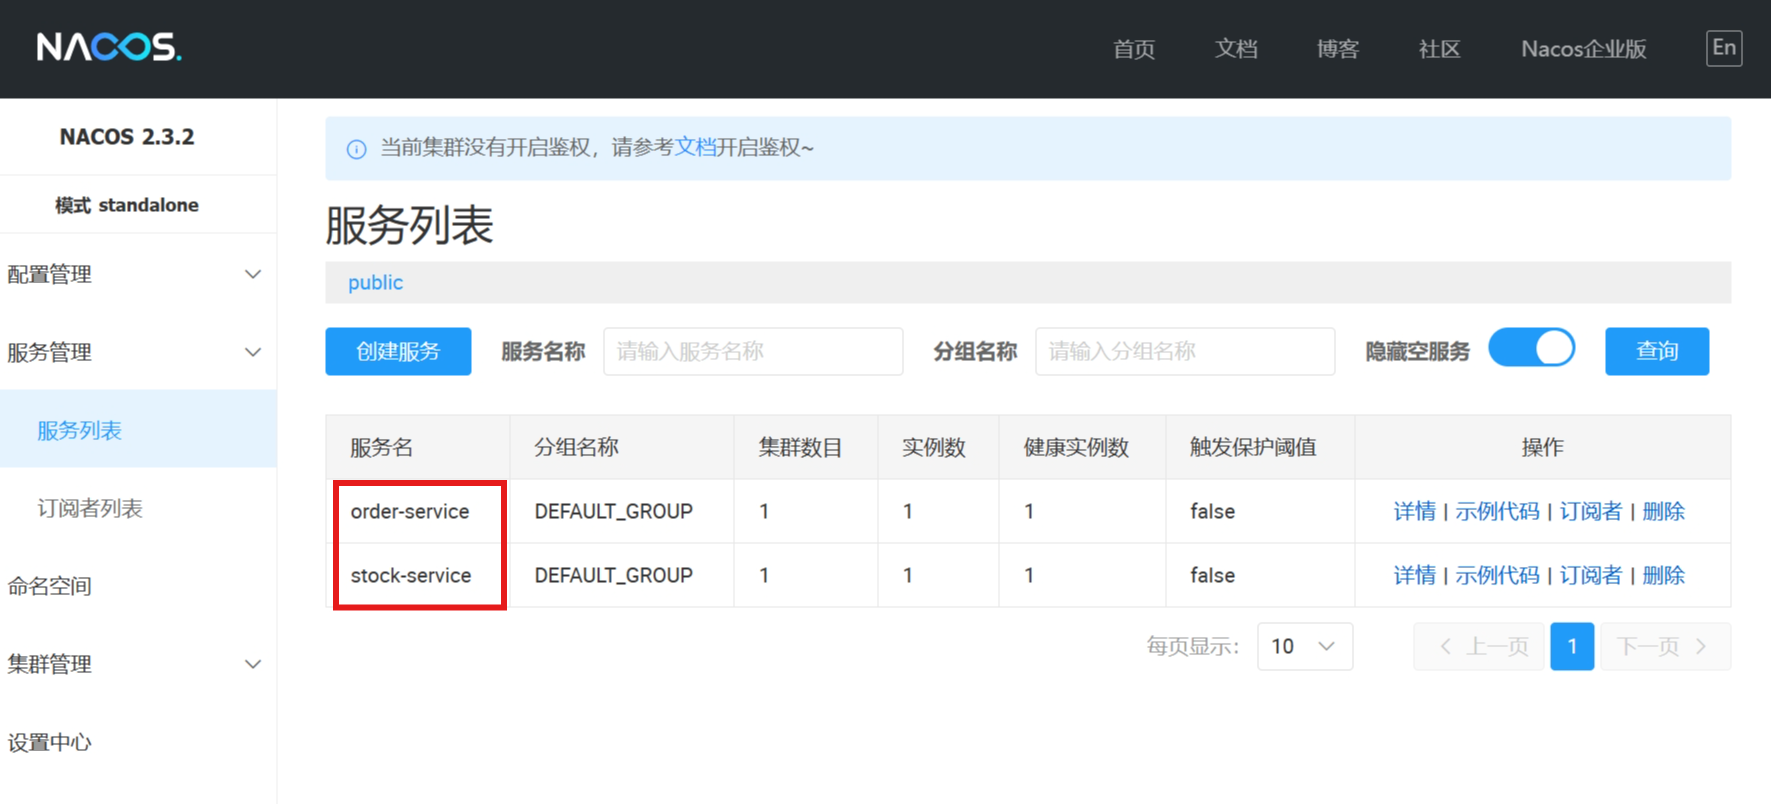 NACOS.
首页 文档 博客 社区 Nacos企业版 En
NACOS 2.3.2
模式 standalone
配置管理
服务管理
服务列表
订阅者列表
命名空间
集群管理
设置中心
当前集群没有开启鉴权，请参考文档开启鉴权~
服务列表
public
创建服务 服务名称 请输入服务名称 分组名称 请输入分组名称 隐藏空服务 查询
服务名 分组名称 集群数目 实例数 健康实例数 触发保护阈值 操作
order-service DEFAULT_GROUP 1 1 1 false 详情 | 示例代码 | 订阅者 | 删除
stock-service DEFAULT_GROUP 1 1 1 false 详情 | 示例代码 | 订阅者 | 删除
每页显示： 10 上一页 1 下一页